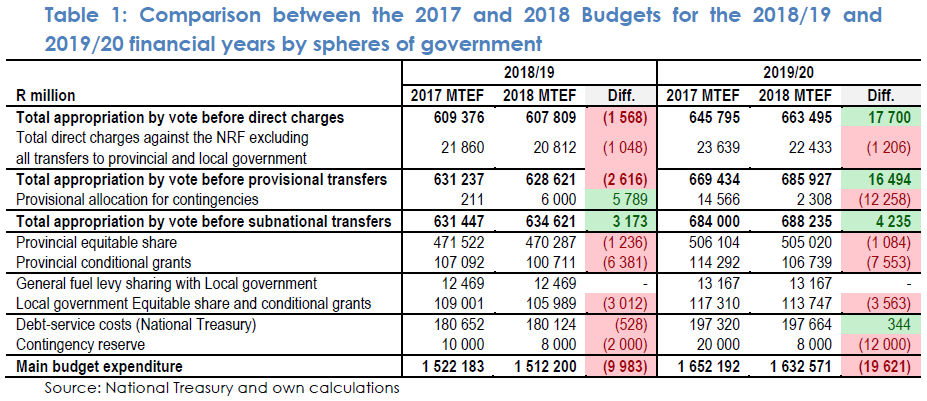 Table 1: Comparison between the 2017 and 2018 Budgets for the 2018/19 and
2019/20 financial years by spheres of government
2018/19 2019/20
R million 2017 MTEF 2018 MTEF Diff. 2017 MTEF 2018 MTEF Diff.
Total appropriation by vote before direct charges 609 376 607 809 (1 568) 645 795 663 495 17 700
Total direct charges against the NRF excluding
all transfers to provincial and local government 21 860 20 812 (1 048) 23 639 22 433 (1 206)
Total appropriation by vote before provisional transfers 631 237 628 621 (2 616) 669 434 685 927 16 494
Provisional allocation for contingencies 211 6 000 5 789 14 566 2 308 (12 258)
Total appropriation by vote before subnational transfers 631 447 634 621 3 173 684 000 688 235 4 235
Provincial equitable share 471 522 470 287 (1 236) 506 104 505 020 (1 084)
Provincial conditional grants 107 092 100 711 (6 381) 114 292 106 739 (7 553)
General fuel levy sharing with Local government 12 469 12 469 - 13 167 13 167 -
Local government Equitable share and conditional grants 109 001 105 989 (3 012) 117 310 113 747 (3 563)
Debt-service costs (National Treasury) 180 652 180 124 (528) 197 320 197 664 344
Contingency reserve 10 000 8 000 (2 000) 20 000 8 000 (12 000)
Main budget expenditure 1 522 183 1 512 200 (9 983) 1 652 192 1 632 571 (19 621)
Source: National Treasury and own calculations